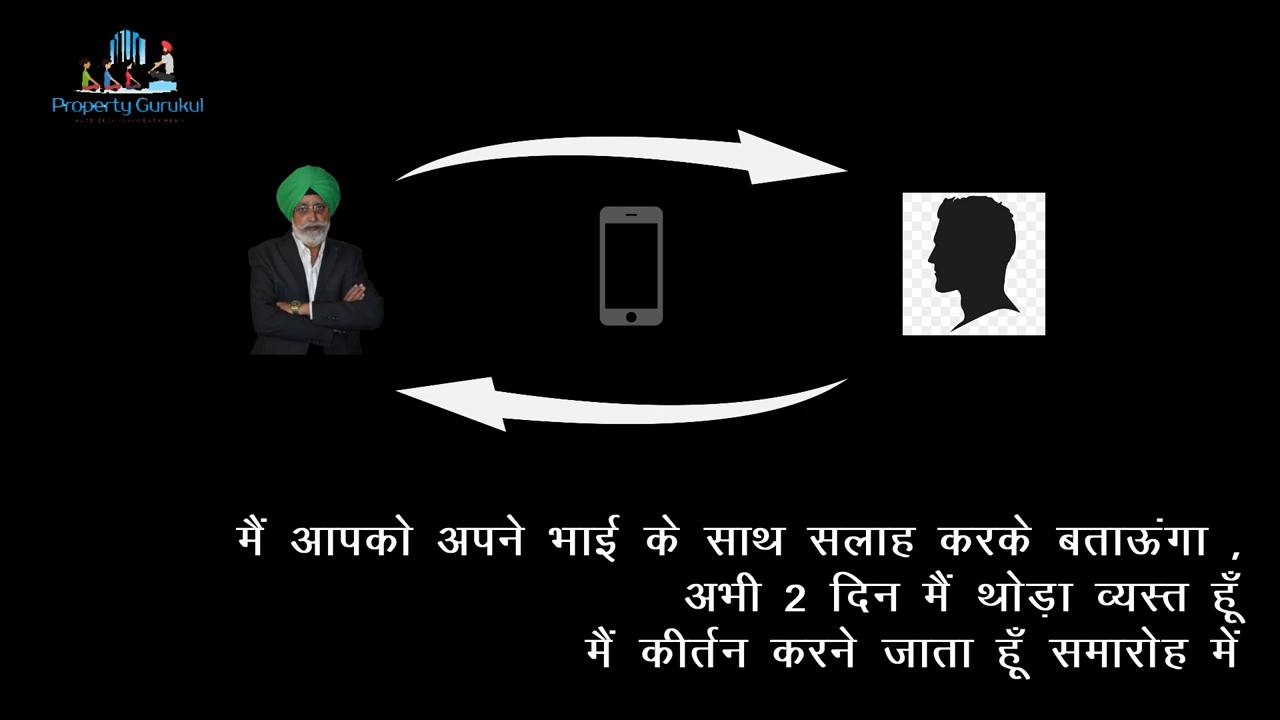 Property Gurukul
मैं आपको अपने भाई के साथ सलाह करके बताऊंगा ,
अभी 2 दिन मैं थोड़ा व्यस्त हूँ
मैं कीर्तन करने जाता हूँ समारोह में